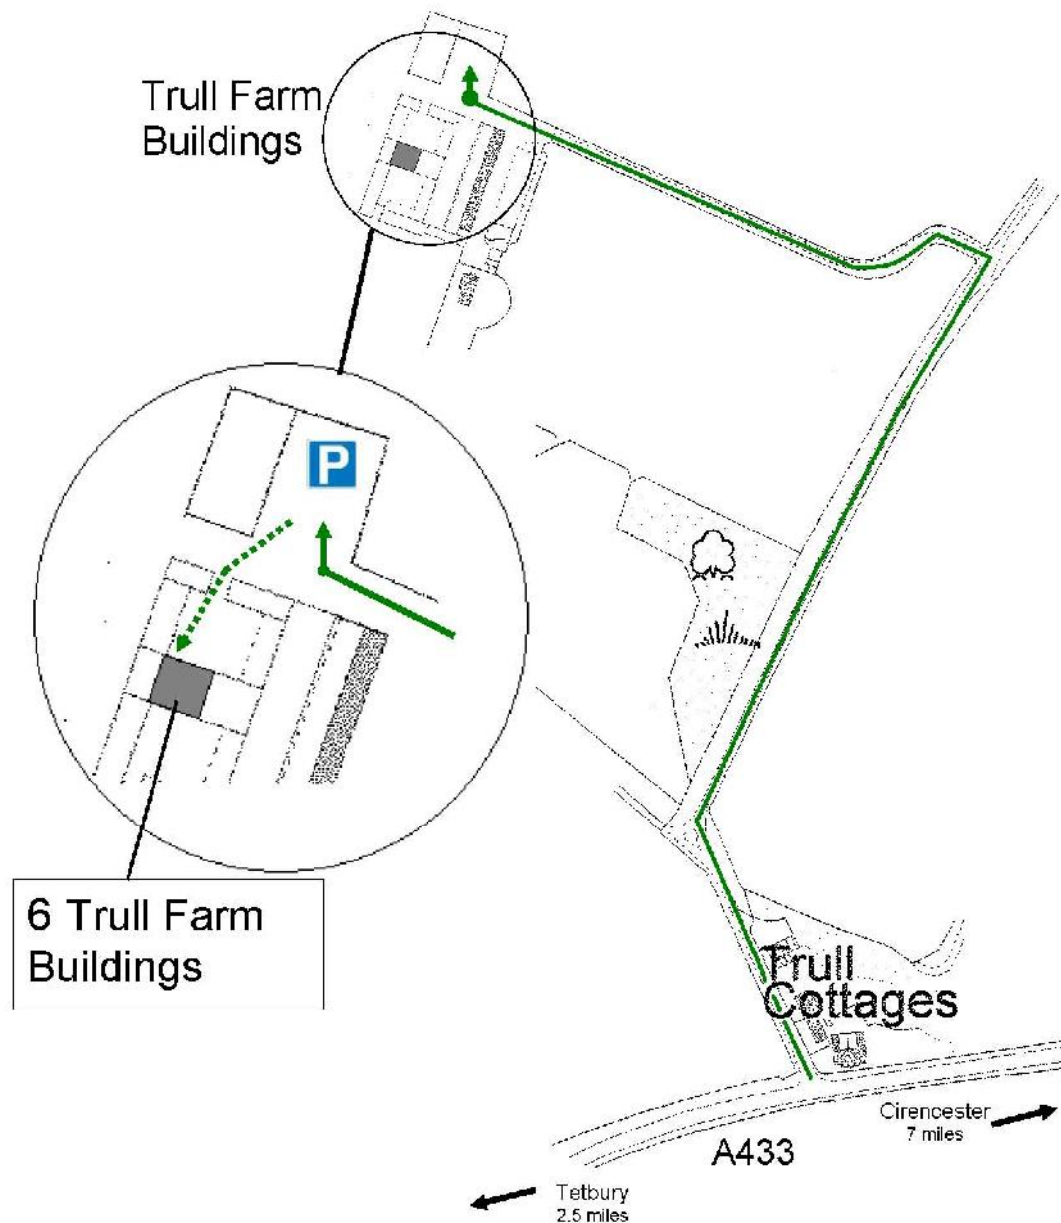 Trull Farm
Buildings
P
6 Trull Farm
Buildings
Trull
Cottages
Cirencester
7 miles
A433
Tetbury
2.5 miles